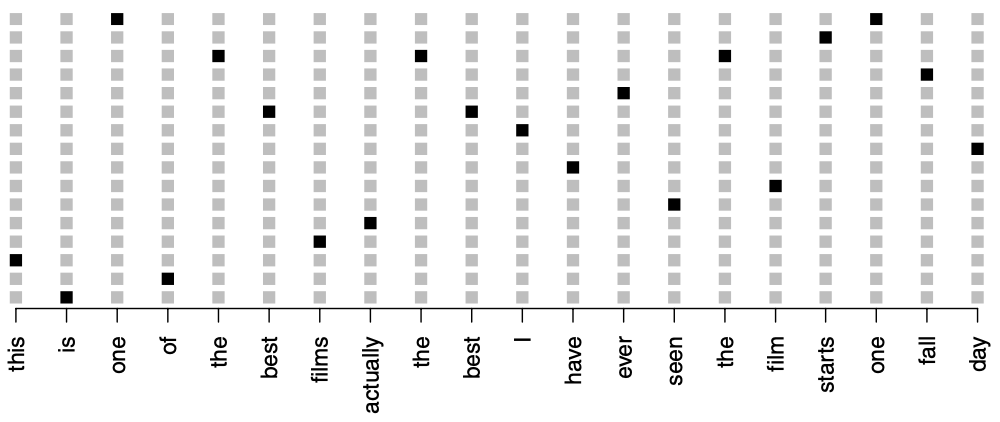 this is one of the best films actually the best I have ever seen the film starts one fall day